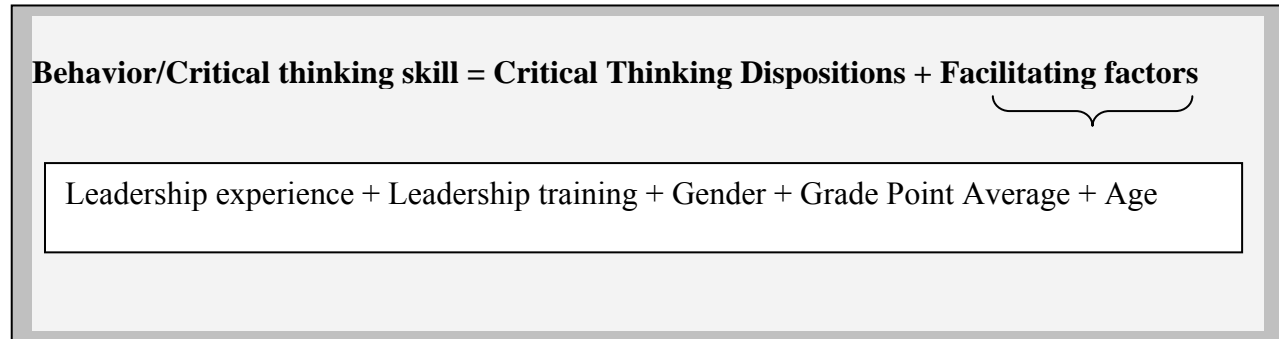 Behavior/Critical thinking skill = Critical Thinking Dispositions + Facilitating factors
Leadership experience + Leadership training + Gender + Grade Point Average + Age